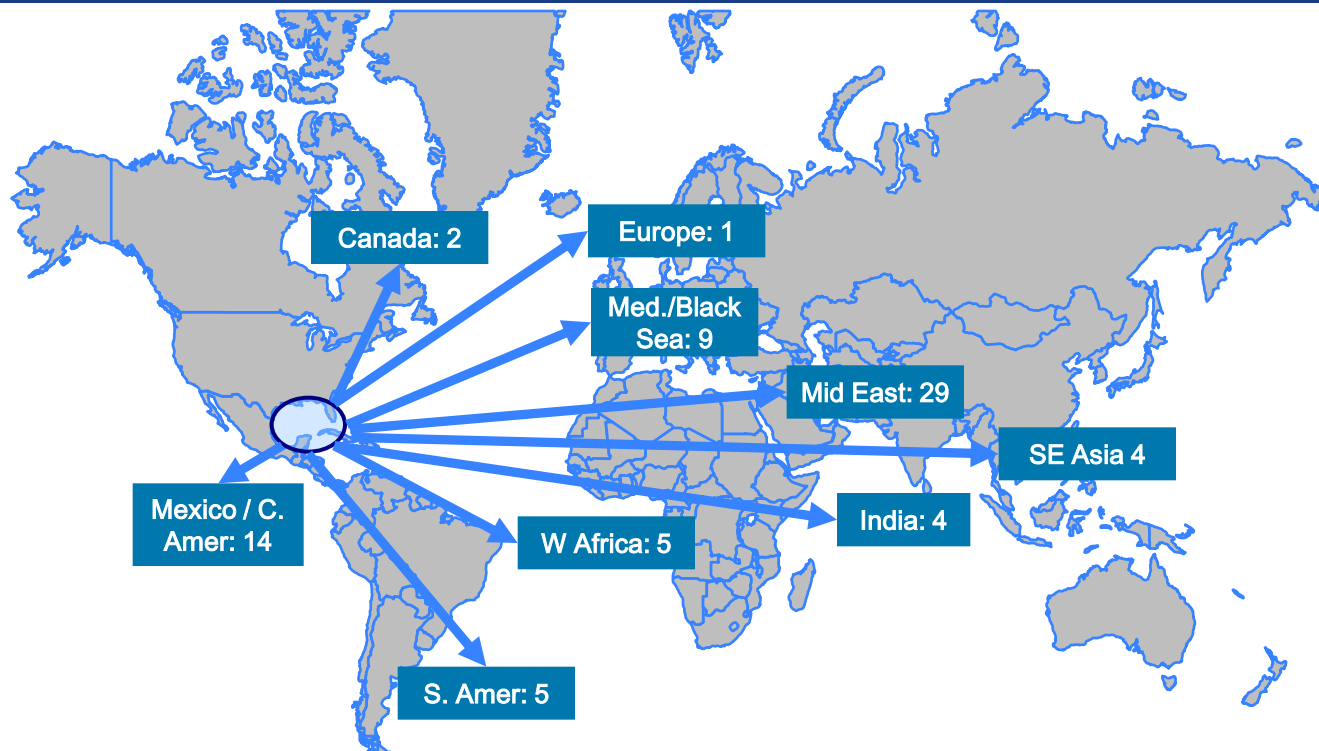 Canada: 2
Europe: 1
Med./Black
Sea: 9
Mid East: 29
SE Asia 4
Mexico / C.
Amer: 14
India: 4
W Africa: 5
S. Amer: 5